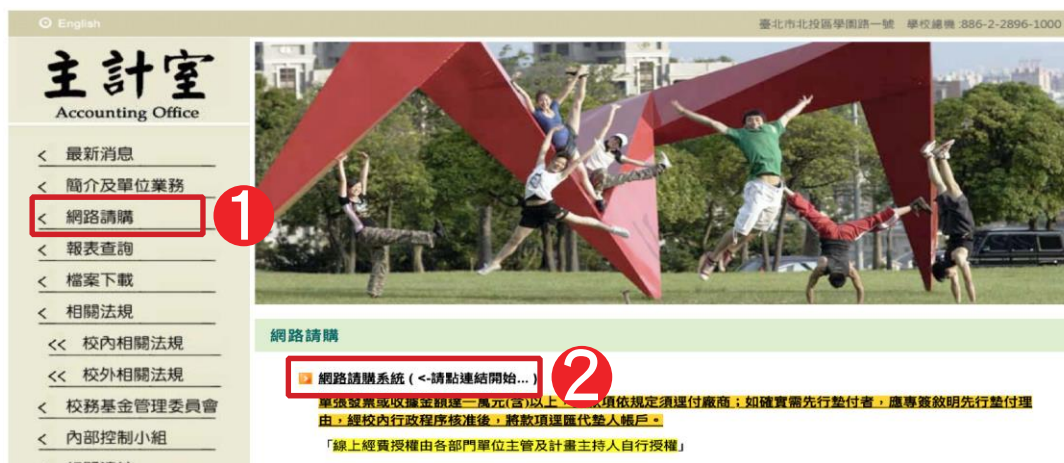 English
臺北市北投區學園路一號 學校總機 :886-2-2896-1000
主計室
Accounting Office
< 最新消息
< 簡介及單位業務
< 網路請購
1
< 報表查詢
< 檔案下載
< 相關法規
<< 校內相關法規
<< 校外相關法規
< 校務基金管理委員會
< 內部控制小組
網路請購
網路請購系統 ( <-請點連結開始... )
2
單張發票或收據金額達一萬元(含)以上,款項依規定須逕付廠商;如確實需先行墊付者,應專簽敘明先行墊付理
由,經校內行政程序核准後,將款項逕匯代墊人帳戶。
「線上經費授權由各部門單位主管及計畫主持人自行授權」